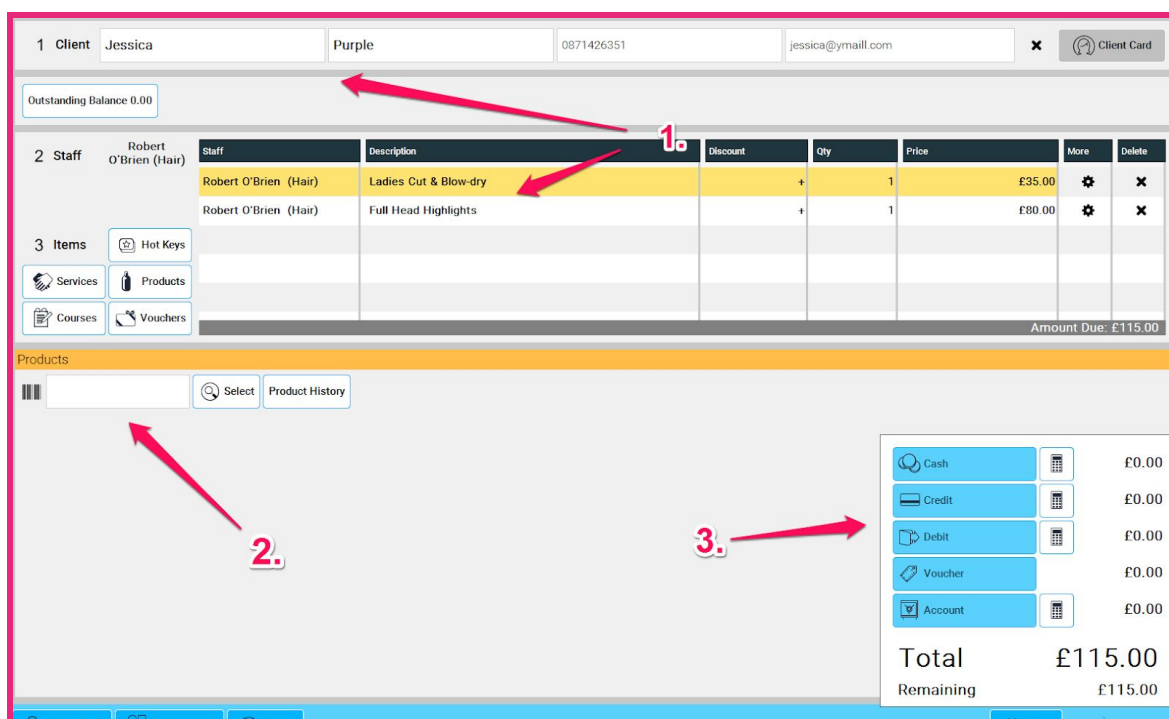 1 Client Jessica Purple 0871426351 jessica@ymaill.com Client Card
Outstanding Balance 0.00
1.
2 Staff Robert O'Brien (Hair)
Staff Description Discount Qty Price More Delete
Robert O'Brien (Hair) Ladies Cut & Blow-dry + 1 £35.00
Robert O'Brien (Hair) Full Head Highlights + 1 £80.00
3 Items Hot Keys
Services Products
Courses Vouchers
Amount Due: £115.00
Products
Select Product History
2.
3.
Cash £0.00
Credit £0.00
Debit £0.00
Voucher £0.00
Account £0.00
Total £115.00
Remaining £115.00